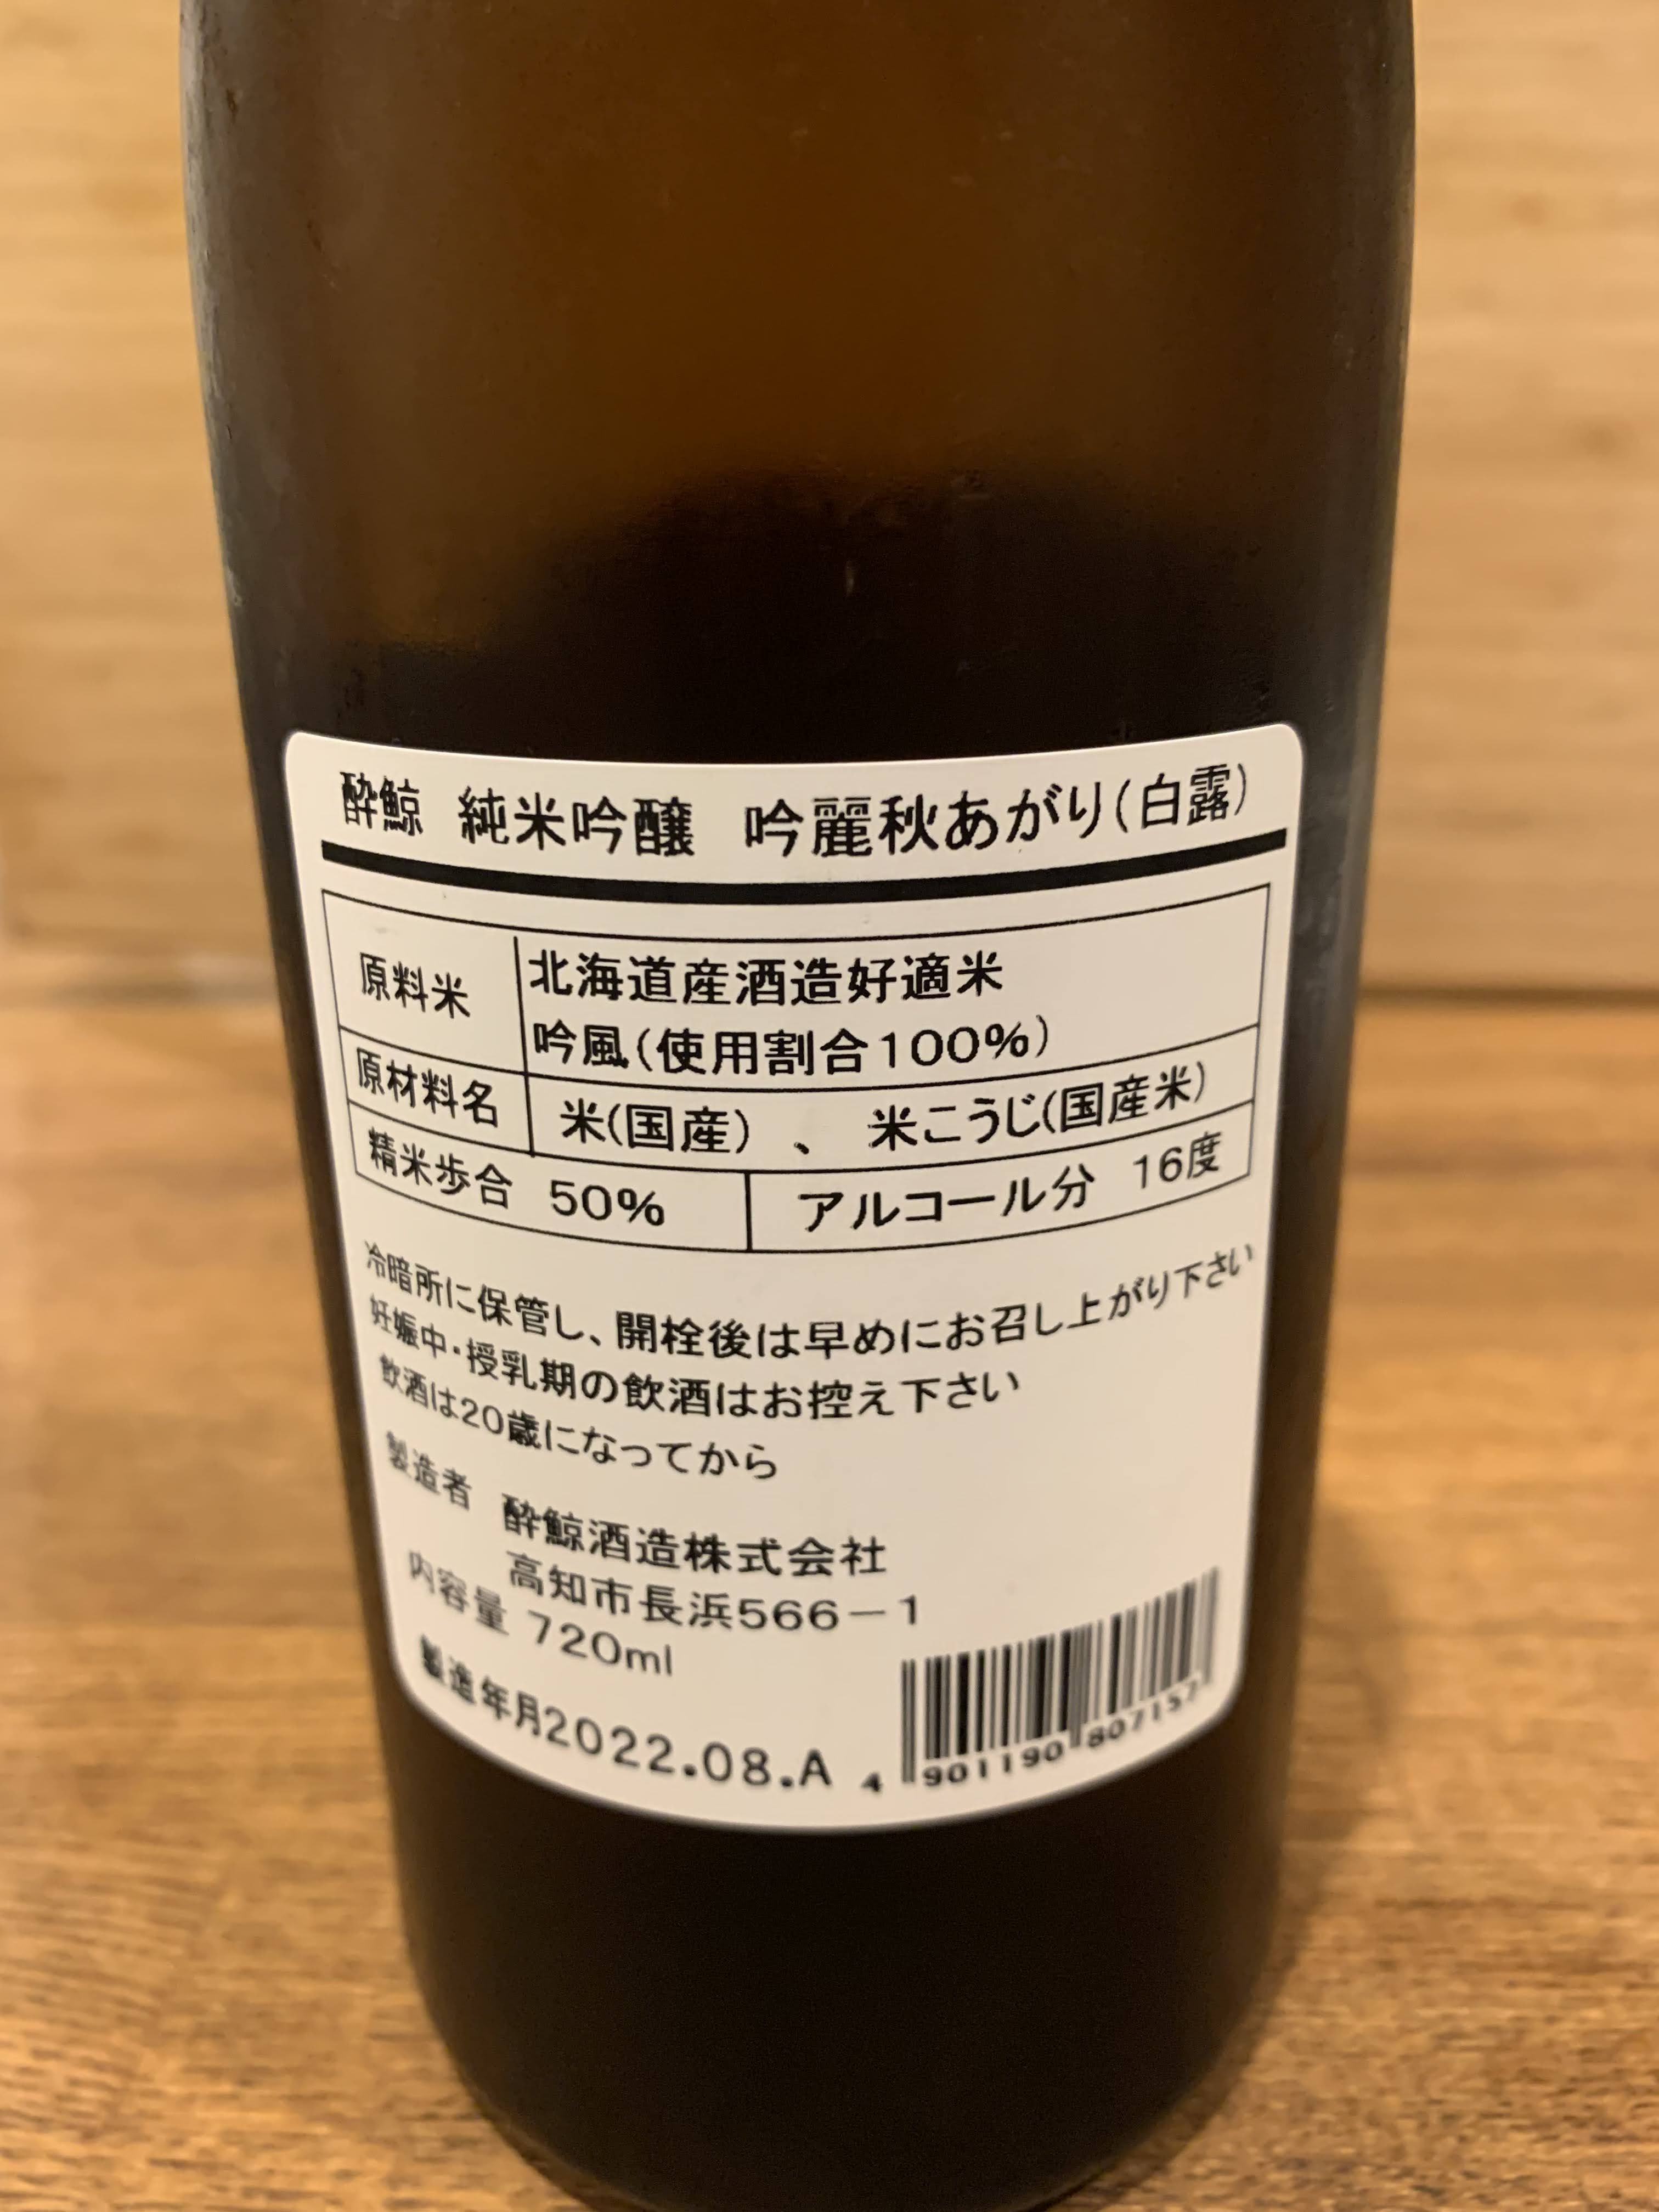 酔鯨 純米吟醸 吟麗秋あがり(白露)
原料米 北海道産酒造好適米
吟風(使用割合100%)
原材料名 米(国産)、米こうじ(国産米)
精米歩合 50% アルコール分 16度
冷暗所に保管し、開栓後は早めにお召し上がり下さい
妊娠中・授乳期の飲酒はお控え下さい
飲酒は20歳になってから
製造者 酔鯨酒造株式会社
高知市長浜566-1
内容量 720ml
製造年月2022.08.A
4 901190 807157